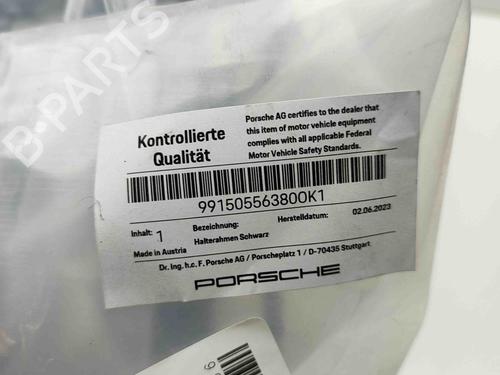 B-PARTS
Kontrollierte
Qualität
Porsche AG certifies to the dealer that
this item of motor vehicle equipment
complies with all applicable Federal
Motor Vehicle Safety Standards.
99150556380OK1
Inhalt: 1
Bezeichnung:
Herstelldatum:
02.06.2023
Made in Austria
Halterahmen Schwarz
Dr. Ing. h.c. F. Porsche AG / Porscheplatz 1 / D-70435 Stuttgart
PORSCHE